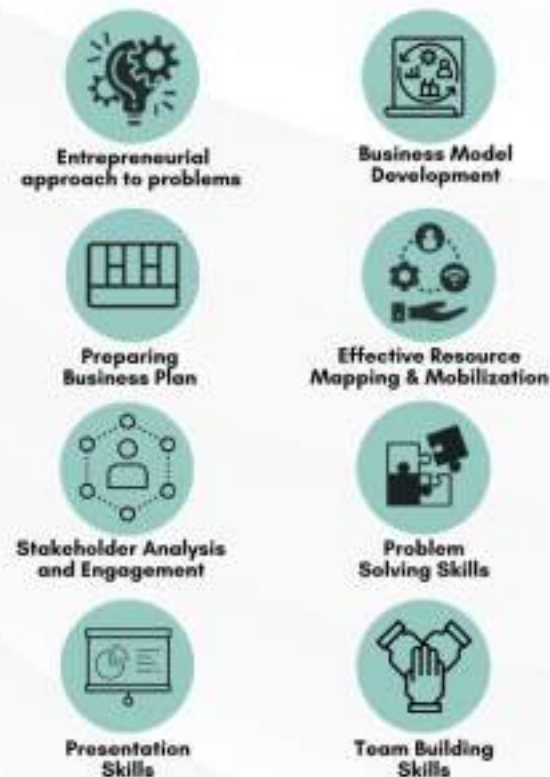 Entrepreneurial
approach to problems
Business Model
Development
Preparing
Business Plan
Effective Resource
Mapping & Mobilization
Stakeholder Analysis
and Engagement
Problem
Solving Skills
Presentation
Skills
Team Building
Skills